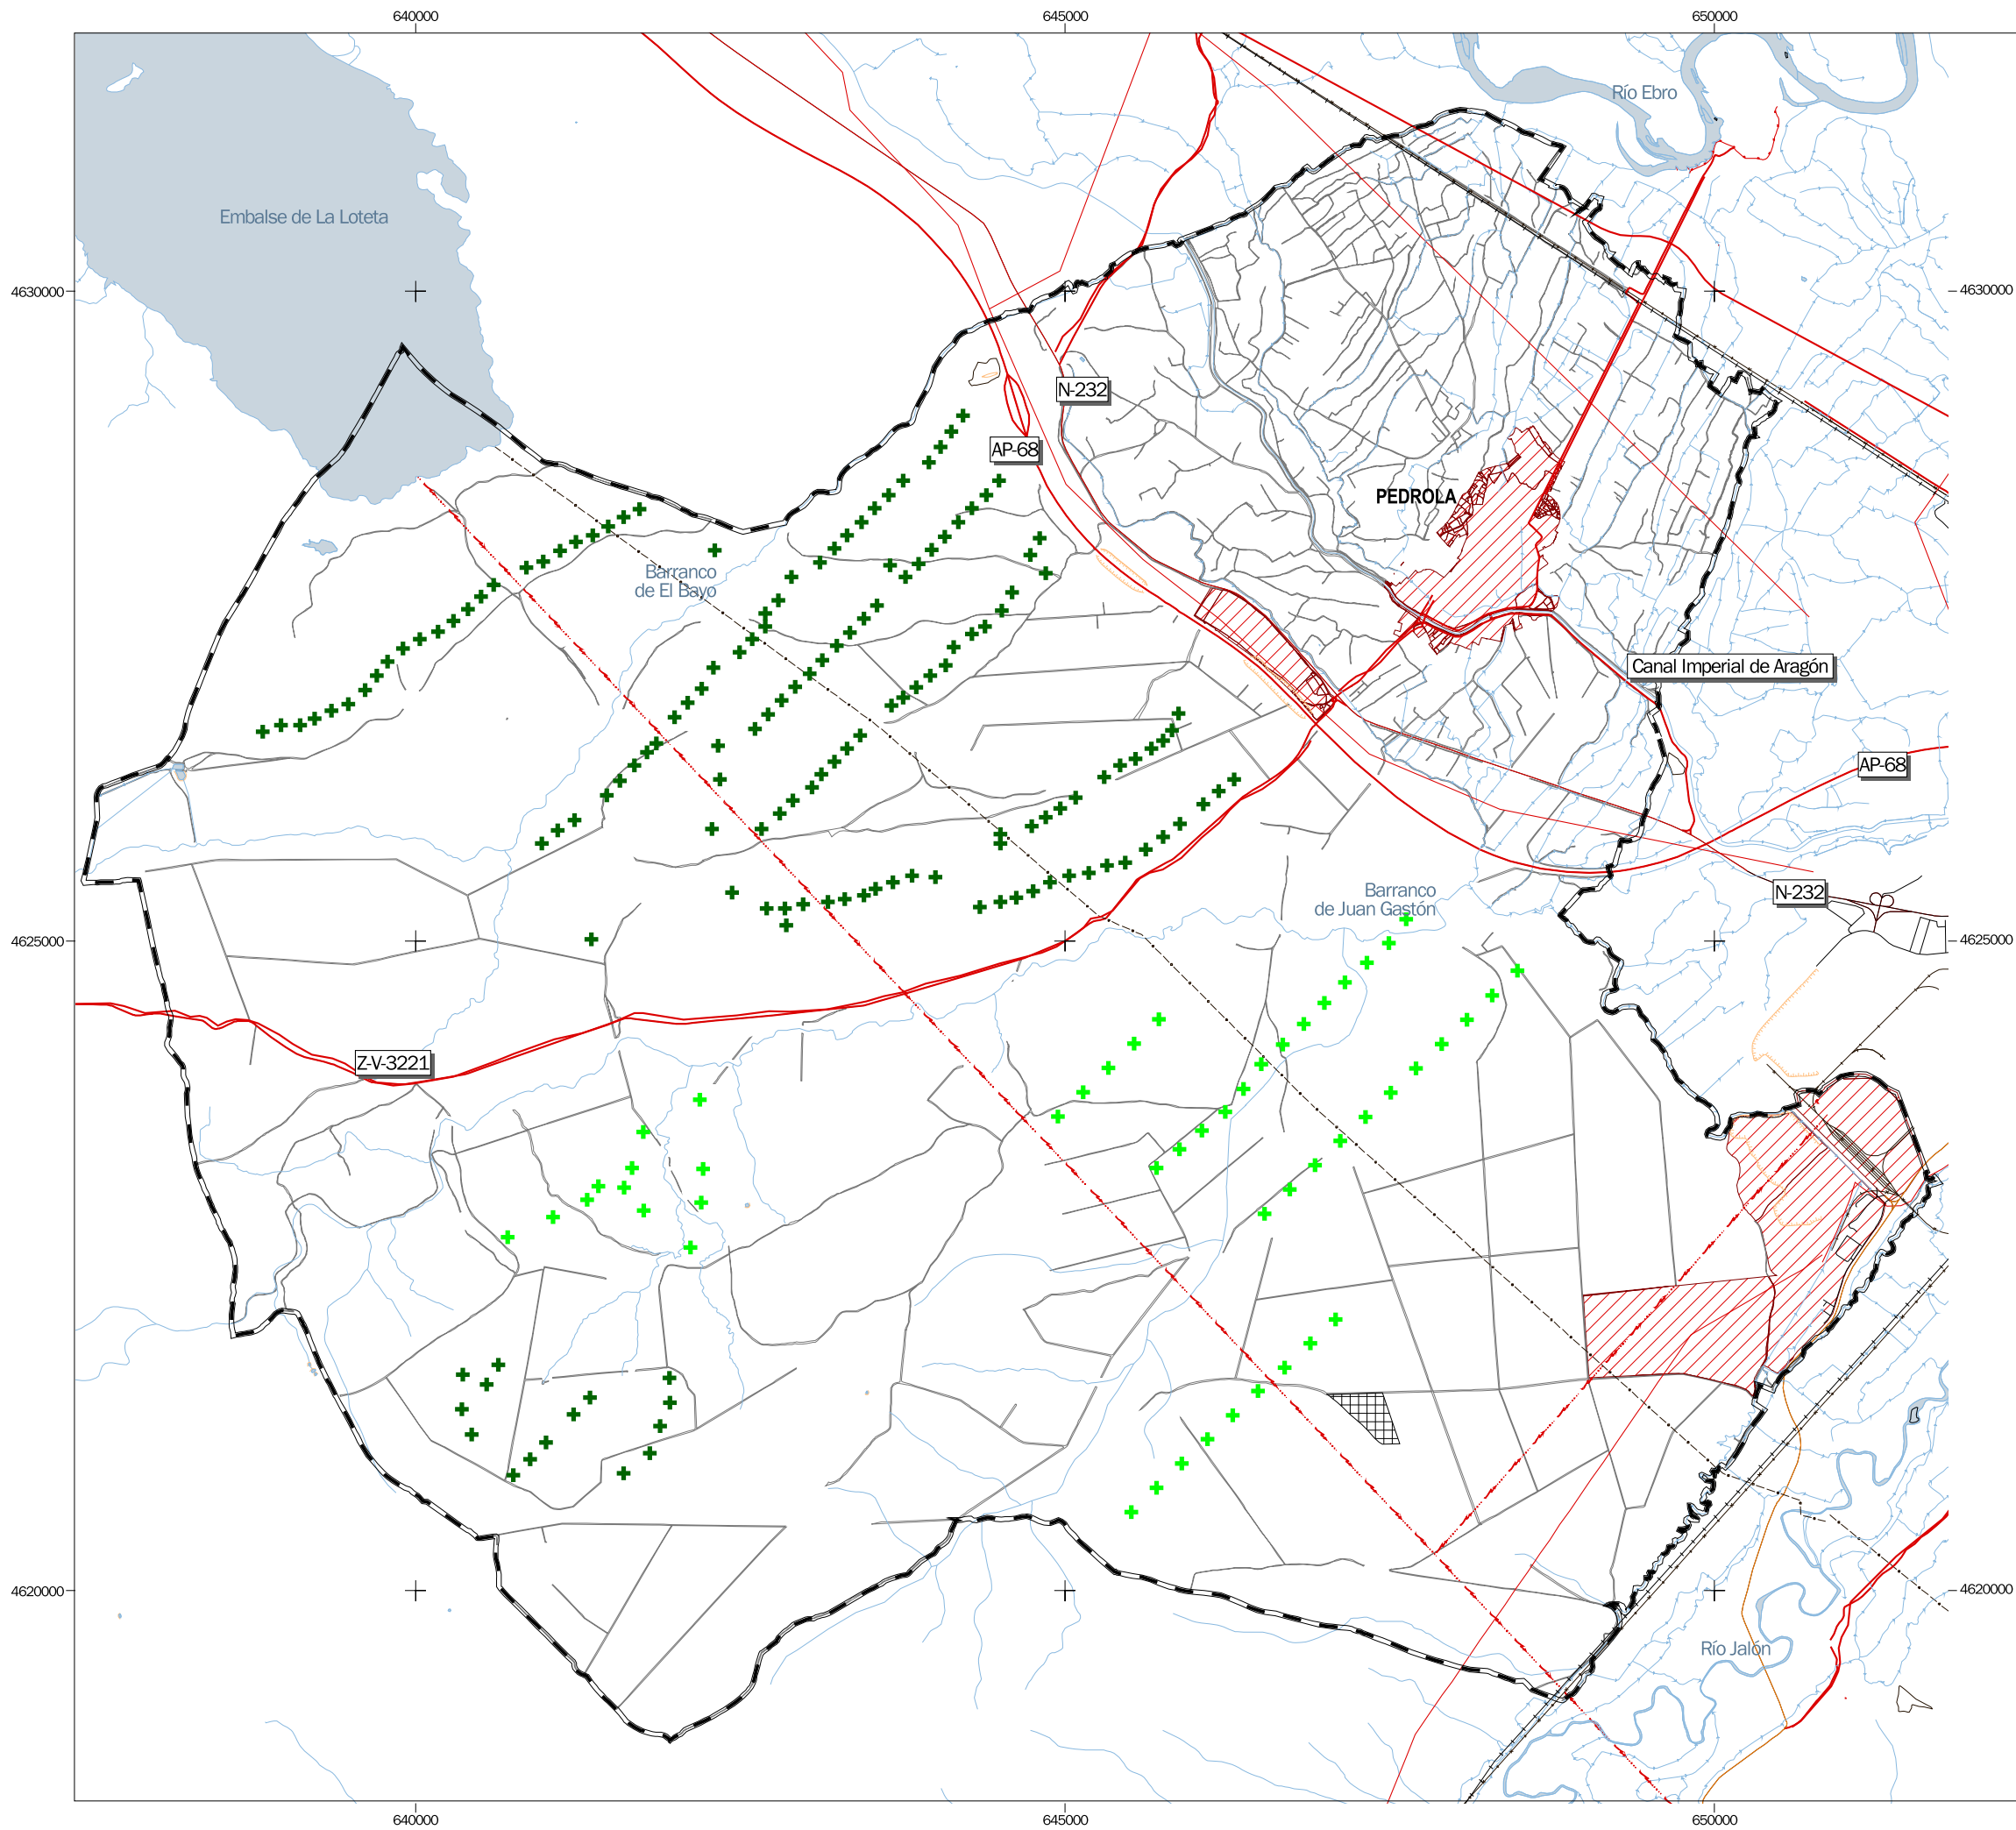 640000
645000
650000
Río Ebro
Embalse de La Loteta
4630000
4630000
N-232
AP-68
PEDROLA
Barranco
de El Bayo
Canal Imperial de Aragón
AP-68
Barranco
de Juan Gastón
N-232
4625000
4625000
Z-V-3221
4620000
4620000
Río Jalón
640000
645000
650000